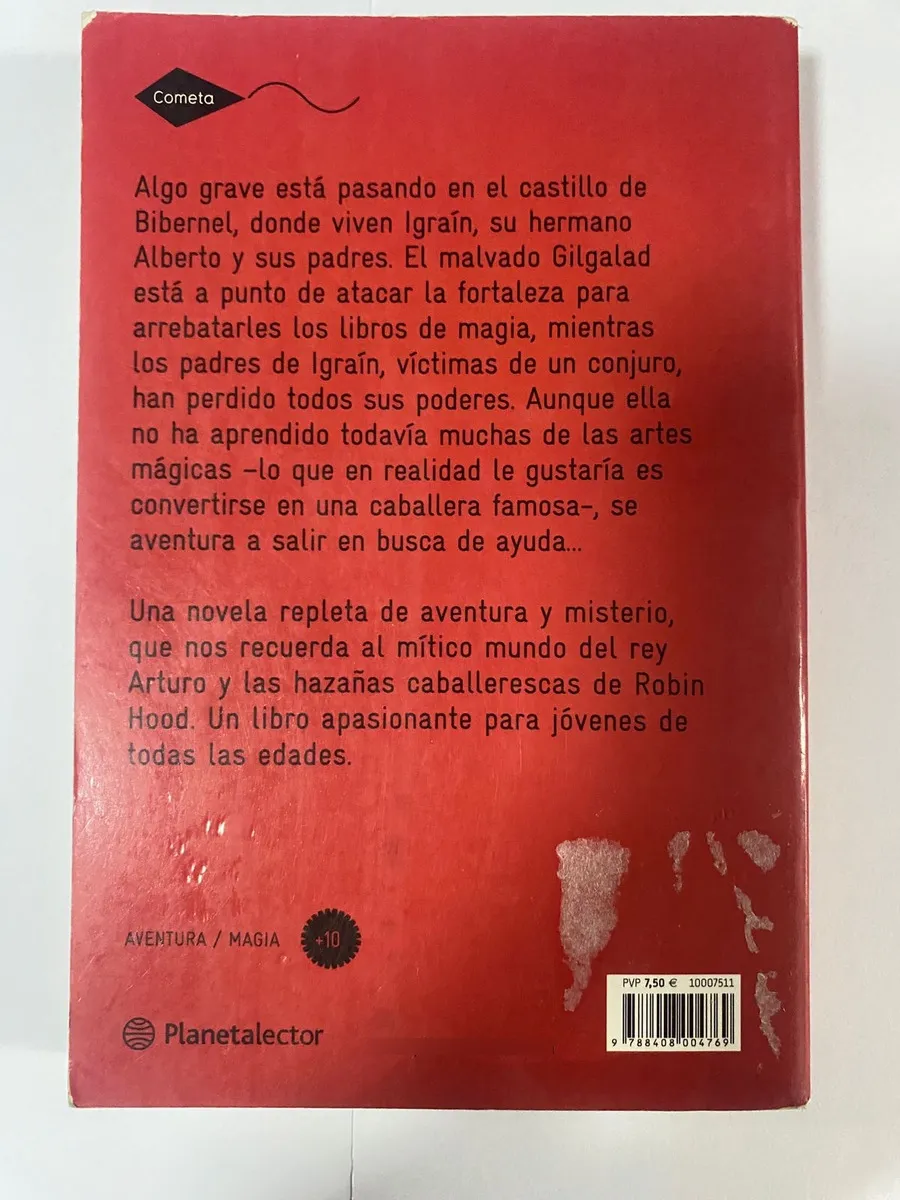 Cometa
Algo grave está pasando en el castillo de
Bibernel, donde viven Igraín, su hermano
Alberto y sus padres. El malvado Gilgalad
está a punto de atacar la fortaleza para
arrebatarles los libros de magia, mientras
los padres de Igraín, víctimas de un conjuro,
han perdido todos sus poderes. Aunque ella
no ha aprendido todavía muchas de las artes
mágicas –lo que en realidad le gustaría es
convertirse en una caballera famosa–, se
aventura a salir en busca de ayuda...
Una novela repleta de aventura y misterio,
que nos recuerda al mítico mundo del rey
Arturo y las hazañas caballerescas de Robin
Hood. Un libro apasionante para jóvenes de
todas las edades.
AVENTURA / MAGIA +10
Planetalector
PVP 7,50 € 10007511
9 788408 004769